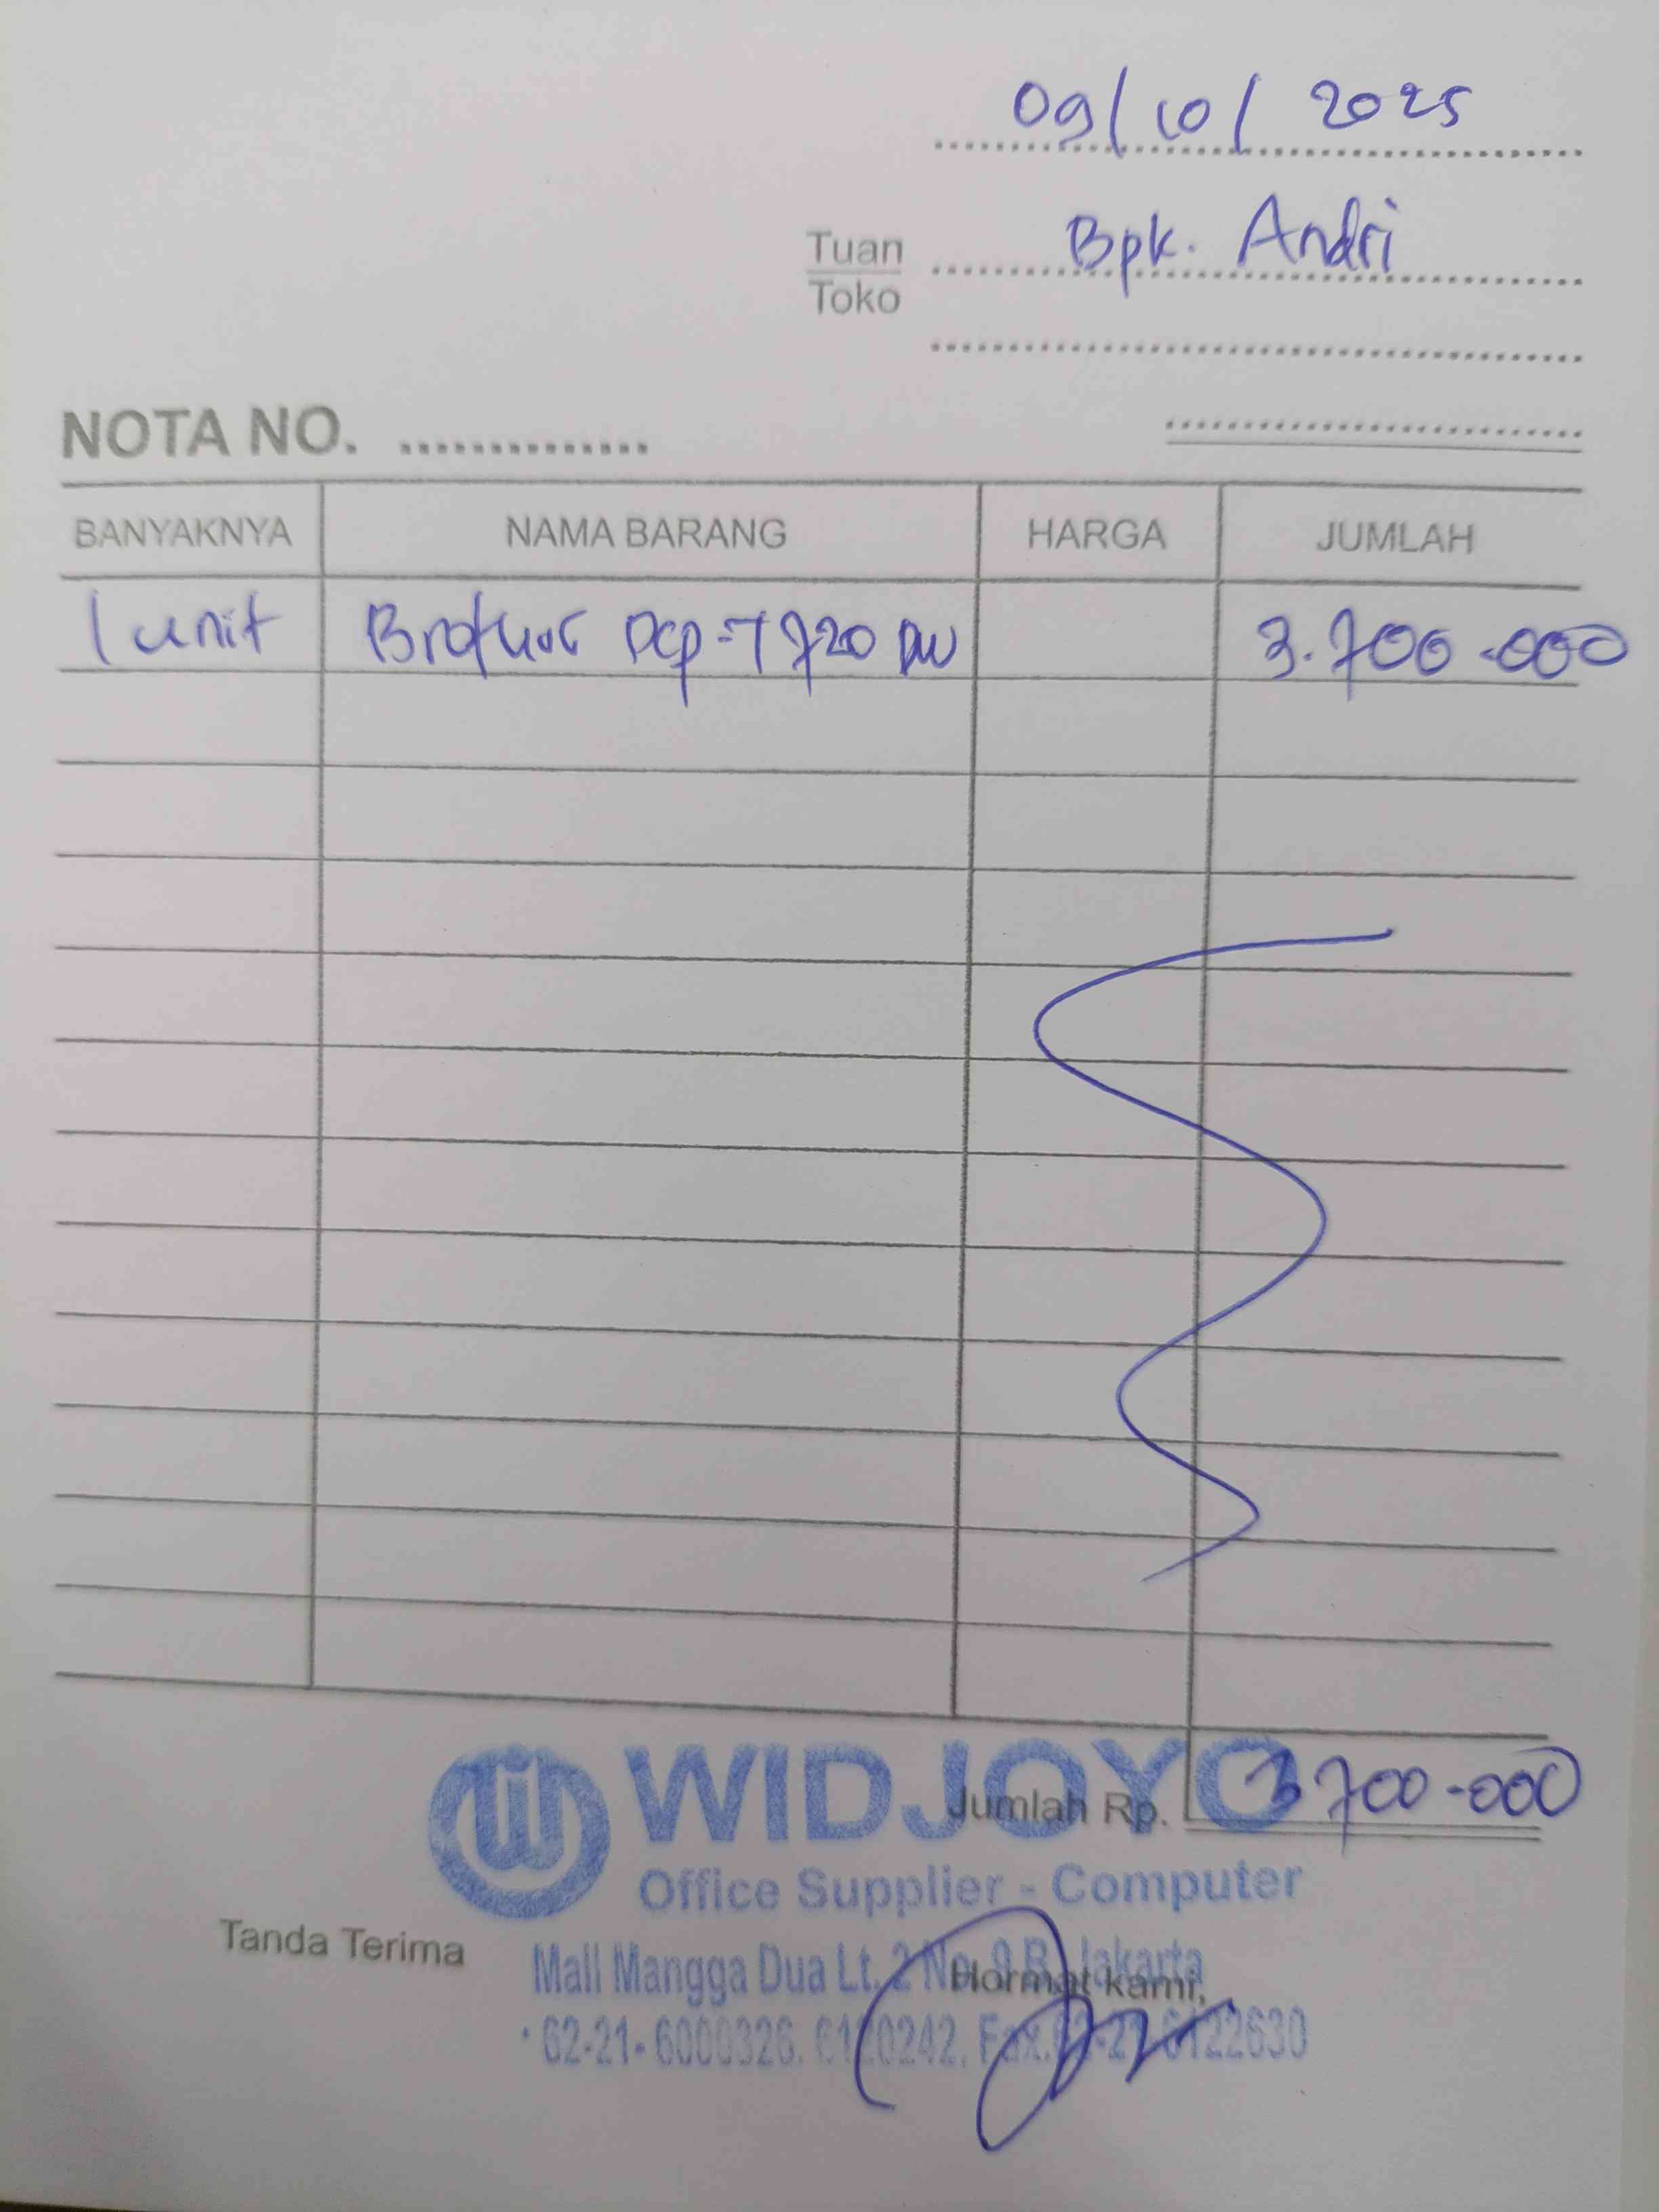 09/10/2025
Tuan Bpk. Andri
Toko
NOTA NO.
BANYAKNYA NAMA BARANG HARGA JUMLAH
1 unit Brother DCP-T720 DW 3.700.000
WIDJOYO
Jumlah Rp. 3.700.000
Office Supplier - Computer
Tanda Terima
Mall Mangga Dua Lt. 2 No. 9 B Jakarta
Hormat kami,
62-21-6000326, 6120242, Fax.62-21-6122630